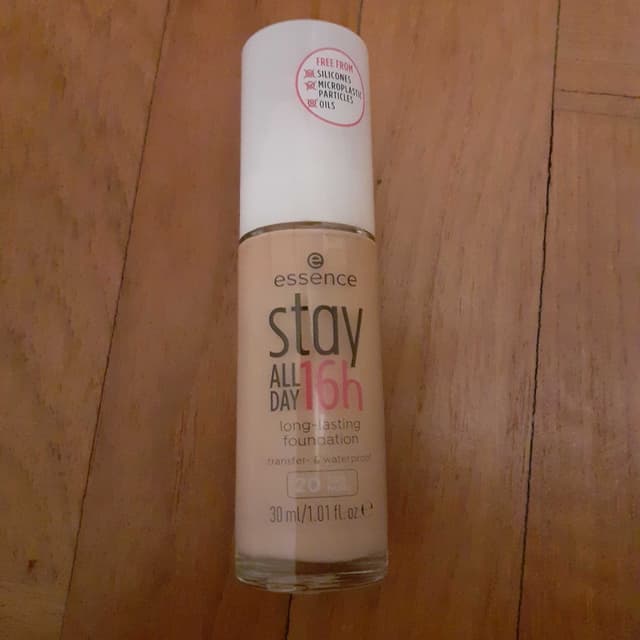 FREE FROM
SILICONES
MICROPLASTIC
PARTICLES
OILS
e
essence
stay
ALL
DAY 16h
long-lasting
foundation
transfer- & waterproof
20
30 ml/1.01 fl.oz e